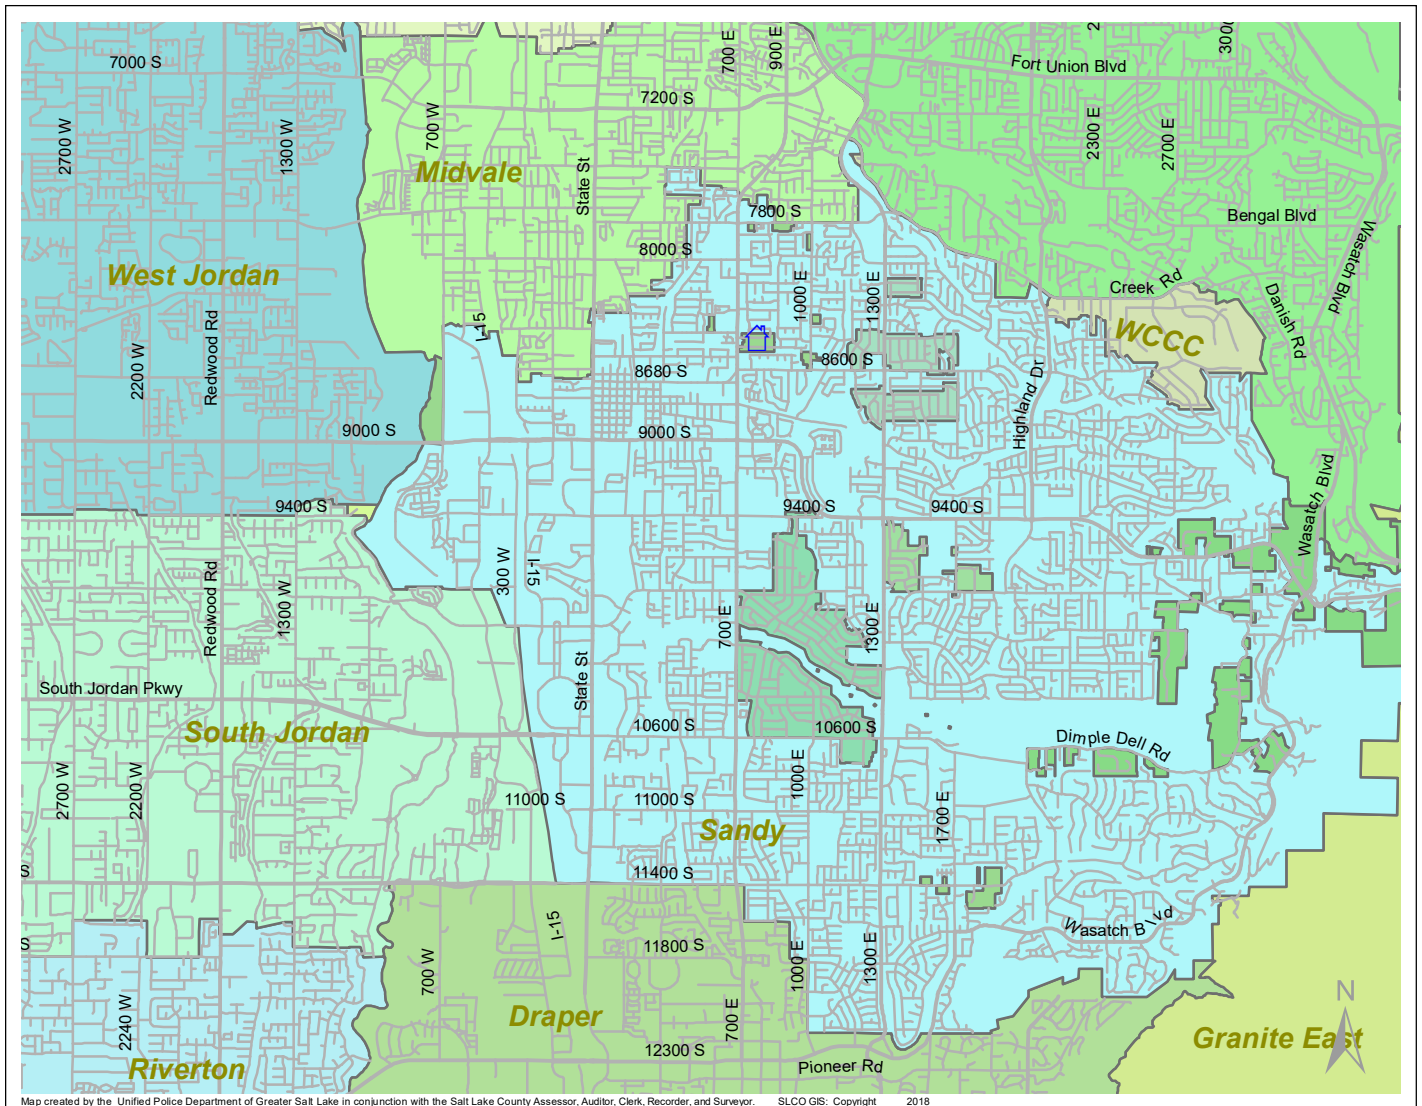 7000 S
700 E
900 E
2
3000
Fort Union Blvd
7200 S
2700 W
1300 W
700 W
2300 E
2700 E
Midvale
State St
7800 S
Bengal Blvd
8000 S
Wasatch Blvd
West Jordan
1000 E
1300 E
Creek Rd
Danish Rd
I-15
Redwood Rd
WCCC
2200 W
8680 S
8600 S
Highland Dr
9000 S
9000 S
9400 S
9400 S
9400 S
Wasatch Blvd
300 W
I-15
Redwood Rd
1300 W
700 E
1300 E
South Jordan Pkwy
State St
South Jordan
10600 S
10600 S
Dimple Dell Rd
2700 W
2200 W
1000 E
11000 S
11000 S
1700 E
Sandy
S
11400 S
Wasatch Blvd
I-15
S
11800 S
700 W
1000 E
1300 E
2240 W
Draper
700 E
N
Granite East
12300 S
Riverton
Pioneer Rd
Map created by the Unified Police Department of Greater Salt Lake in conjunction with the Salt Lake County Assessor, Auditor, Clerk, Recorder, and Surveyor. SLCO GIS: Copyright 2018